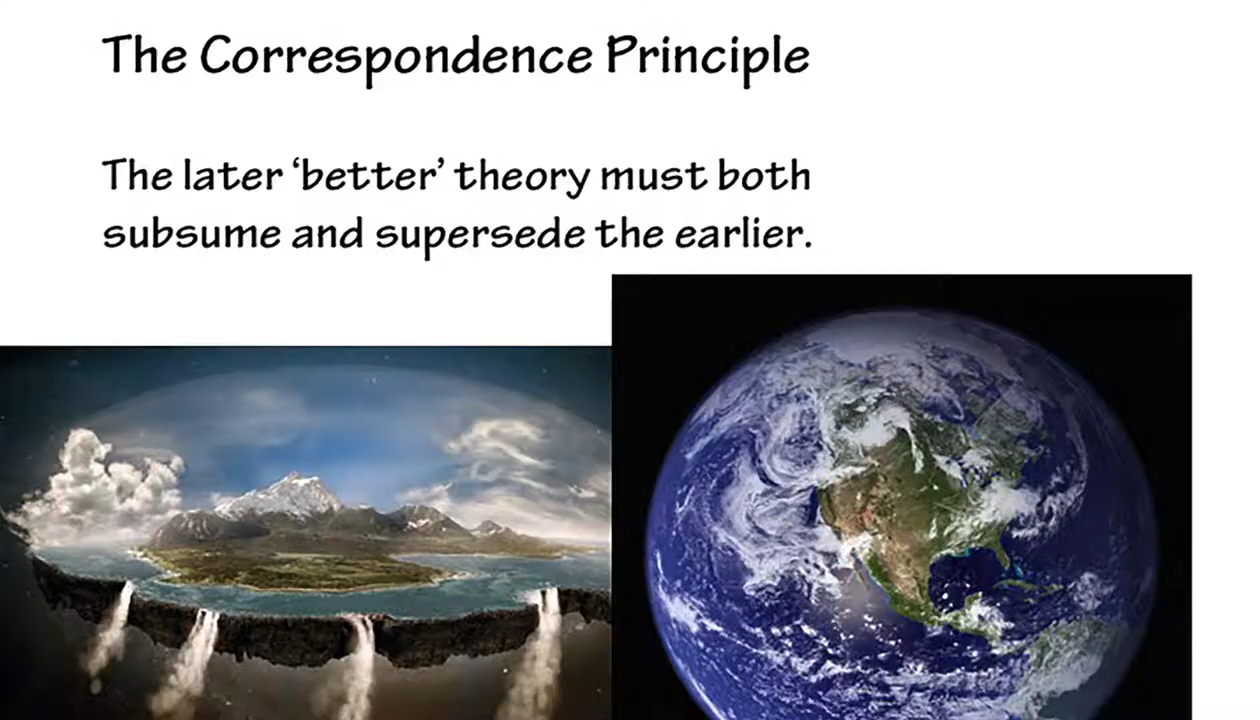 The Correspondence Principle
The later ‘better’ theory must both
subsume and supersede the earlier.